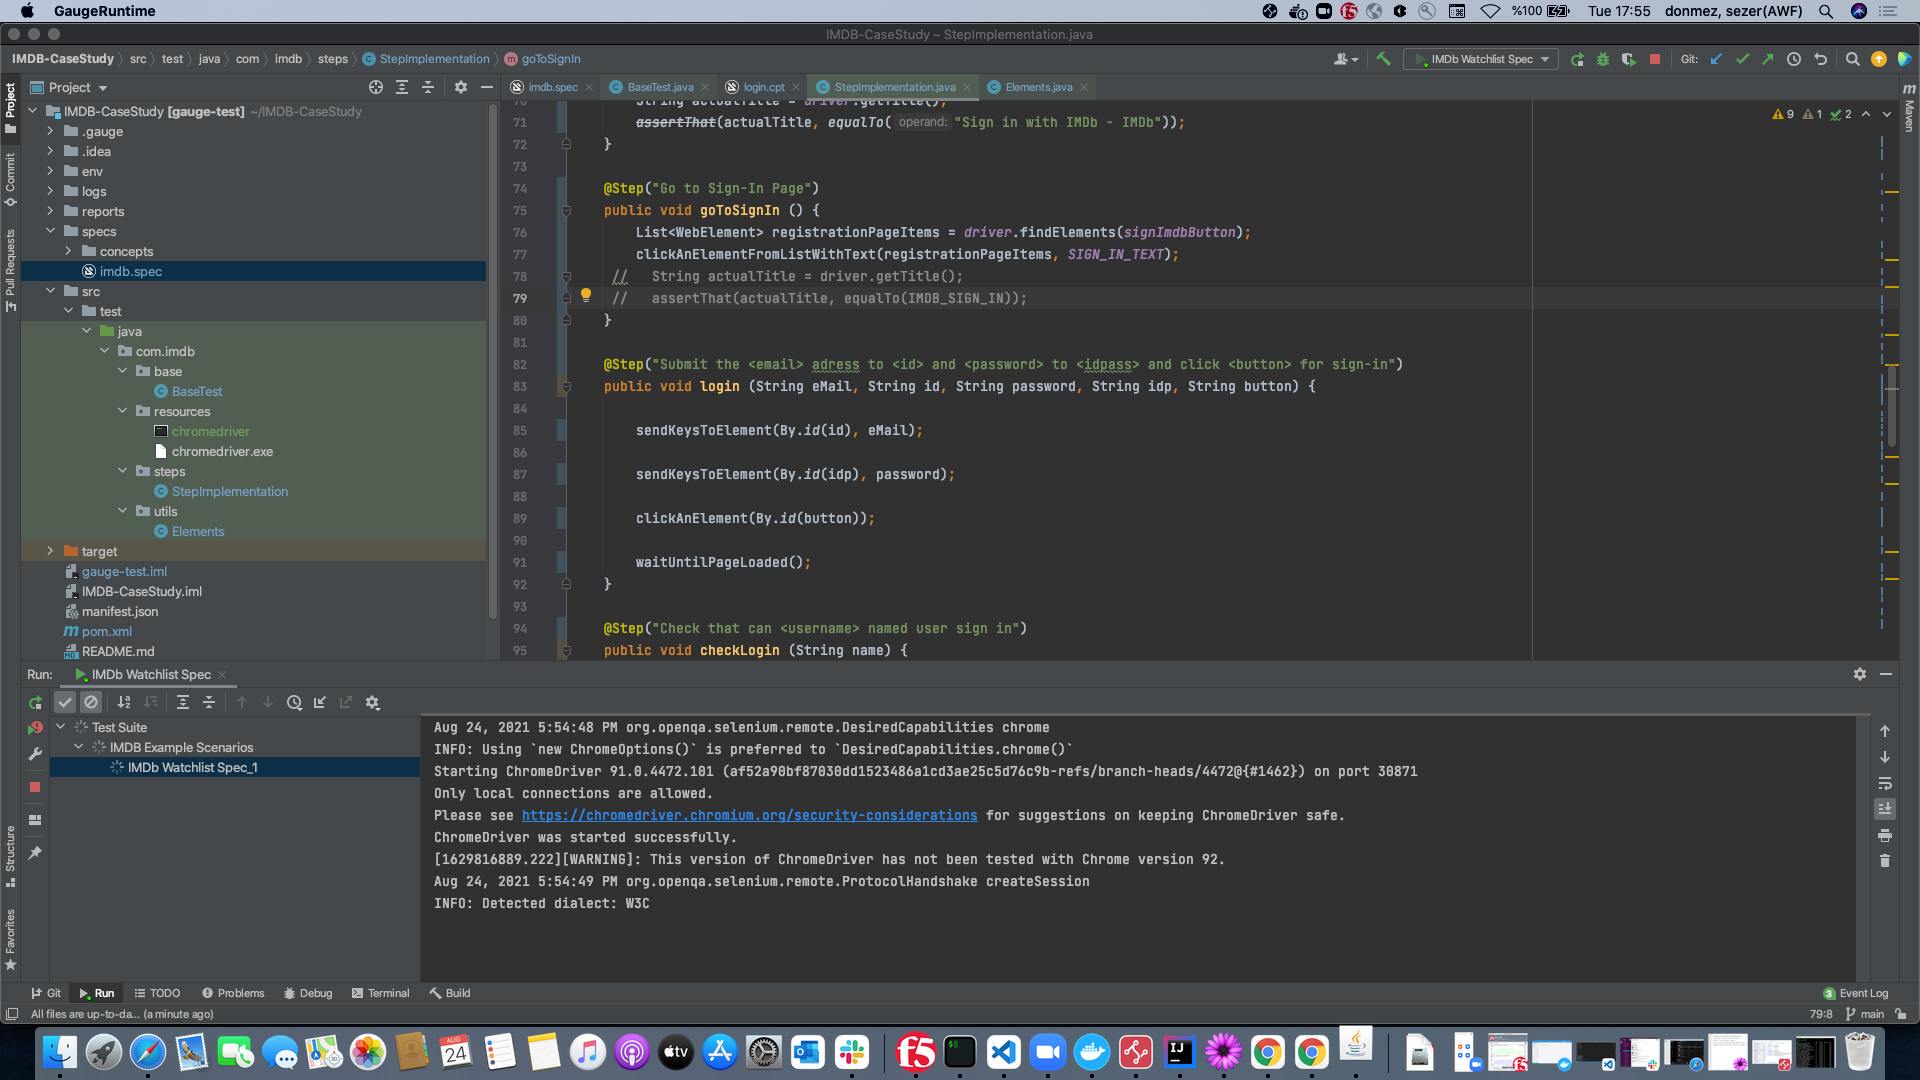 GaugeRuntime
%100
Tue 17:55
donmez, sezer(AWF)
IMDB-CaseStudy – StepImplementation.java
IMDB-CaseStudy
src
test
java
com
imdb
steps
StepImplementation
goToSignIn
IMDb Watchlist Spec
Git:
Project
imdb.spec
BaseTest.java
login.cpt
StepImplementation.java
Elements.java
Maven
Project
Commit
Pull Requests
Structure
Favorites
IMDB-CaseStudy [gauge-test] ~/IMDB-CaseStudy
.gauge
.idea
env
logs
reports
specs
concepts
imdb.spec
src
test
java
com.imdb
base
BaseTest
resources
chromedriver
chromedriver.exe
steps
StepImplementation
utils
Elements
target
gauge-test.iml
IMDB-CaseStudy.iml
manifest.json
pom.xml
README.md
9 1 2
70 String actualTitle = driver.getTitle();
71 assertThat(actualTitle, equalTo( operand: "Sign in with IMDb - IMDb"));
72 }
73
74 @Step("Go to Sign-In Page")
75 public void goToSignIn () {
76 List<WebElement> registrationPageItems = driver.findElements(signImdbButton);
77 clickAnElementFromListWithText(registrationPageItems, SIGN_IN_TEXT);
78 // String actualTitle = driver.getTitle();
79 // assertThat(actualTitle, equalTo(IMDB_SIGN_IN));
80 }
81
82 @Step("Submit the <email> adress to <id> and <password> to <idpass> and click <button> for sign-in")
83 public void login (String eMail, String id, String password, String idp, String button) {
84
85 sendKeysToElement(By.id(id), eMail);
86
87 sendKeysToElement(By.id(idp), password);
88
89 clickAnElement(By.id(button));
90
91 waitUntilPageLoaded();
92 }
93
94 @Step("Check that can <username> named user sign in")
95 public void checkLogin (String name) {
Run:
IMDb Watchlist Spec
Test Suite
IMDB Example Scenarios
IMDb Watchlist Spec_1
Aug 24, 2021 5:54:48 PM org.openqa.selenium.remote.DesiredCapabilities chrome
INFO: Using `new ChromeOptions()` is preferred to `DesiredCapabilities.chrome()`
Starting ChromeDriver 91.0.4472.101 (af52a90bf87030dd1523486a1cd3ae25c5d76c9b-refs/branch-heads/4472@{#1462}) on port 30871
Only local connections are allowed.
Please see https://chromedriver.chromium.org/security-considerations for suggestions on keeping ChromeDriver safe.
ChromeDriver was started successfully.
[1629816889.222][WARNING]: This version of ChromeDriver has not been tested with Chrome version 92.
Aug 24, 2021 5:54:49 PM org.openqa.selenium.remote.ProtocolHandshake createSession
INFO: Detected dialect: W3C
Git
Run
TODO
Problems
Debug
Terminal
Build
3 Event Log
All files are up-to-da... (a minute ago)
79:8
main
AUG
24
tv